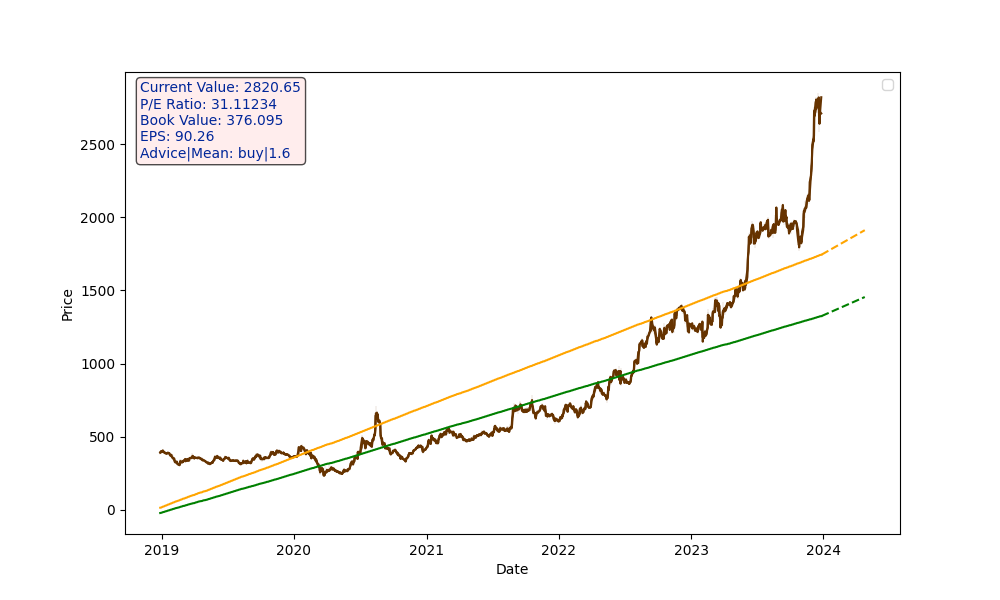 Current Value: 2820.65
P/E Ratio: 31.11234
Book Value: 376.095
EPS: 90.26
Advice|Mean: buy|1.6
2500
2000
1500
1000
500
0
Price
2019 2020 2021 2022 2023 2024
Date